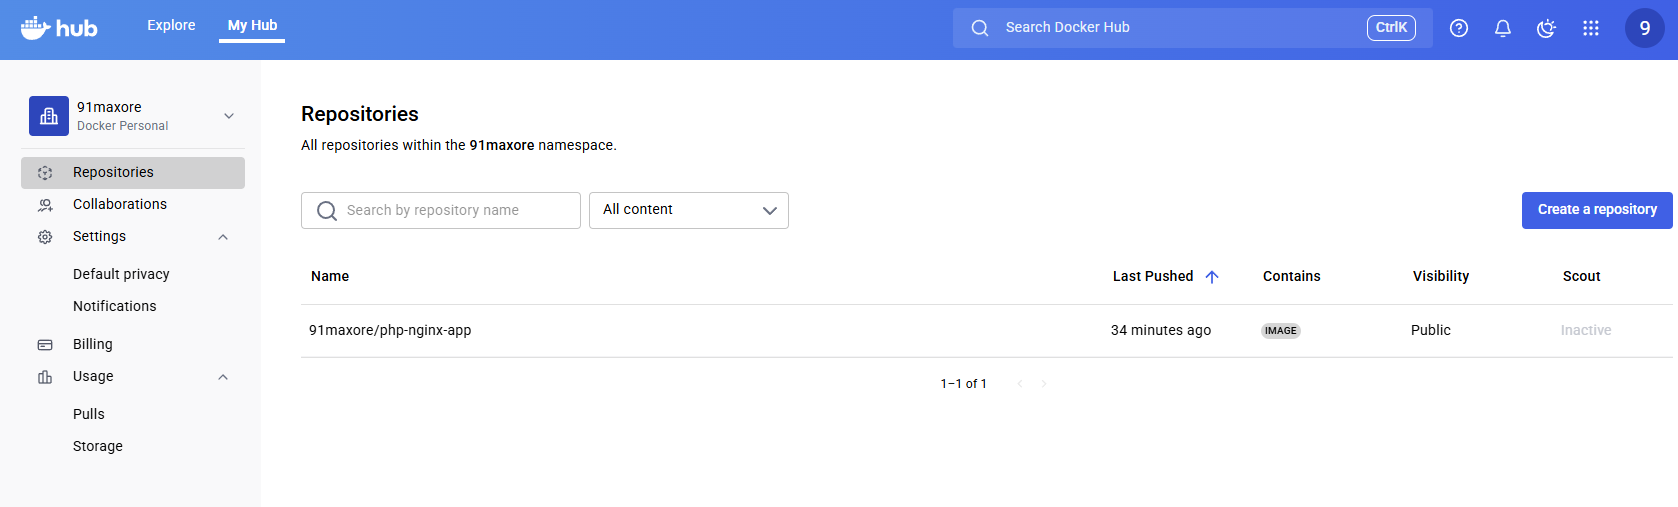 hub Explore My Hub Search Docker Hub CtrlK 9
91maxore
Docker Personal
Repositories
Collaborations
Settings
Default privacy
Notifications
Billing
Usage
Pulls
Storage
Repositories
All repositories within the 91maxore namespace.
Search by repository name All content Create a repository
Name Last Pushed Contains Visibility Scout
91maxore/php-nginx-app 34 minutes ago IMAGE Public Inactive
1–1 of 1